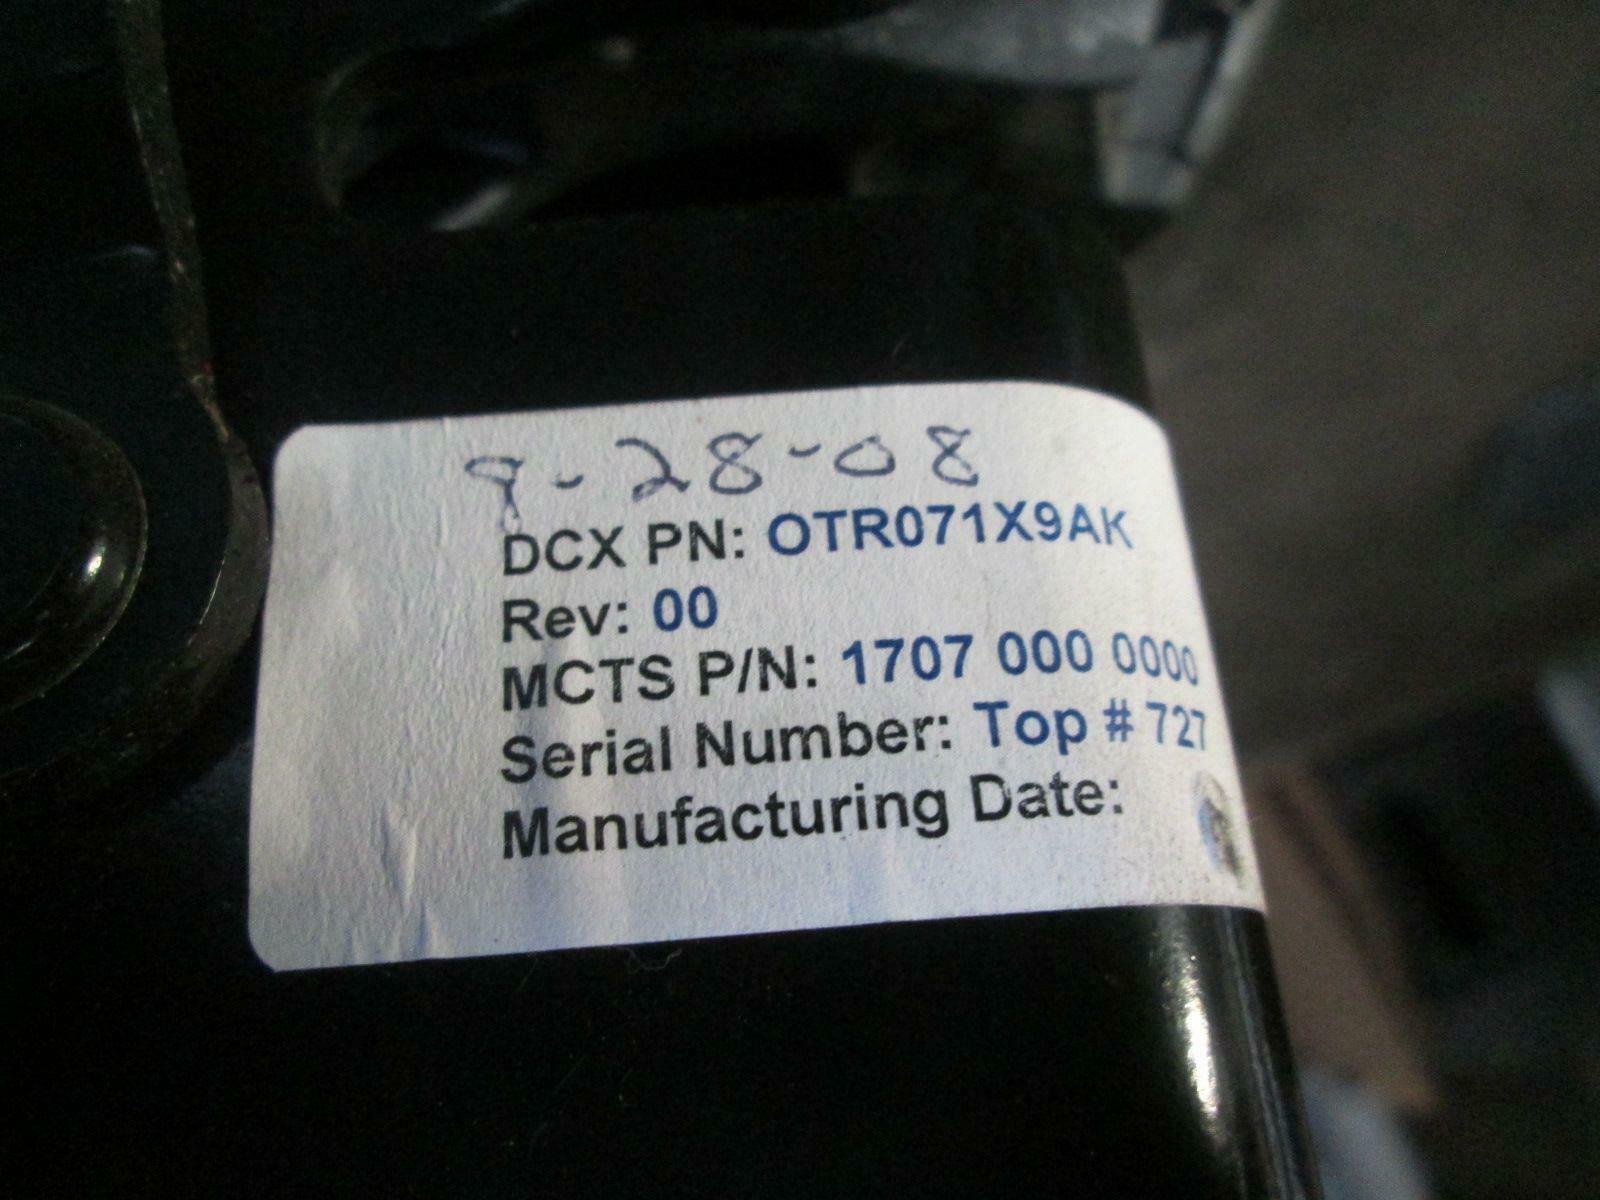 9-28-08
DCX PN: OTR071X9AK
Rev: 00
MCTS P/N: 1707 000 0000
Serial Number: Top # 727
Manufacturing Date: